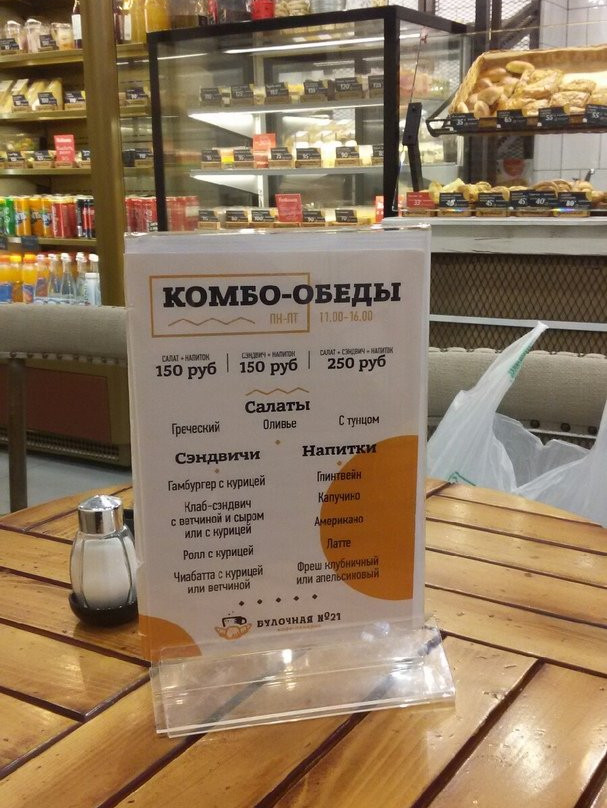 КОМБО-ОБЕДЫ
ПН-ПТ 11.00-16.00
САЛАТ + НАПИТОК
150 руб
СЭНДВИЧ + НАПИТОК
150 руб
САЛАТ + СЭНДВИЧ + НАПИТОК
250 руб
Салаты
Греческий
Оливье
С тунцом
Сэндвичи
Гамбургер с курицей
Клаб-сэндвич
с ветчиной и сыром
или с курицей
Ролл с курицей
Чиабатта с курицей
или ветчиной
Напитки
Глинтвейн
Капучино
Американо
Латте
Фреш клубничный
или апельсиновый
БУЛОЧНАЯ №21